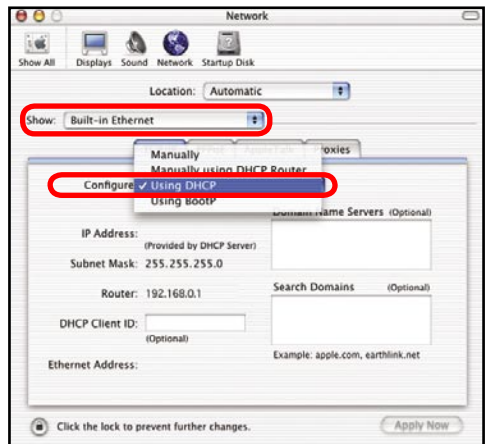 Network
Show All Displays Sound Network Startup Disk
Location: Automatic
Show: Built-in Ethernet
Proxies
Manually
Manually using DHCP Router
Configure ✓ Using DHCP
Using BootP
Domain Name Servers (Optional)
IP Address:
(Provided by DHCP Server)
Subnet Mask: 255.255.255.0
Router: 192.168.0.1
Search Domains (Optional)
DHCP Client ID:
(Optional)
Example: apple.com, earthlink.net
Ethernet Address:
Click the lock to prevent further changes.
Apply Now